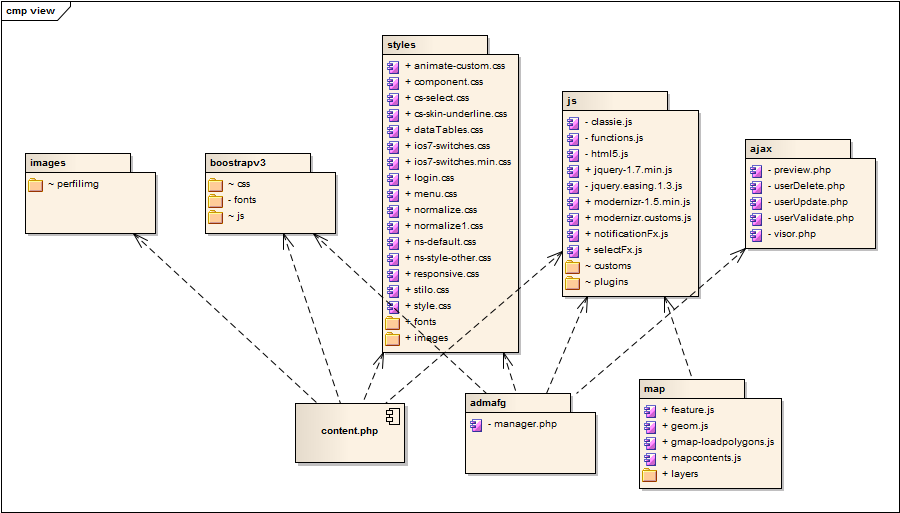 cmp view
styles
+ animate-custom.css
+ component.css
+ cs-select.css
+ cs-skin-underline.css
+ dataTables.css
+ ios7-switches.css
+ ios7-switches.min.css
+ login.css
+ menu.css
+ normalize.css
+ normalize1.css
+ ns-default.css
+ ns-style-other.css
+ responsive.css
+ stilo.css
+ style.css
+ fonts
+ images
js
- classie.js
- functions.js
- html5.js
+ jquery-1.7.min.js
- jquery.easing.1.3.js
+ modernizr-1.5.min.js
+ modernizr.customs.js
+ notificationFx.js
+ selectFx.js
~ customs
~ plugins
ajax
- preview.php
- userDelete.php
- userUpdate.php
- userValidate.php
- visor.php
images
~ perfilimg
boostrapv3
~ css
- fonts
~ js
content.php
admafg
- manager.php
map
+ feature.js
+ geom.js
+ gmap-loadpolygons.js
+ mapcontents.js
+ layers